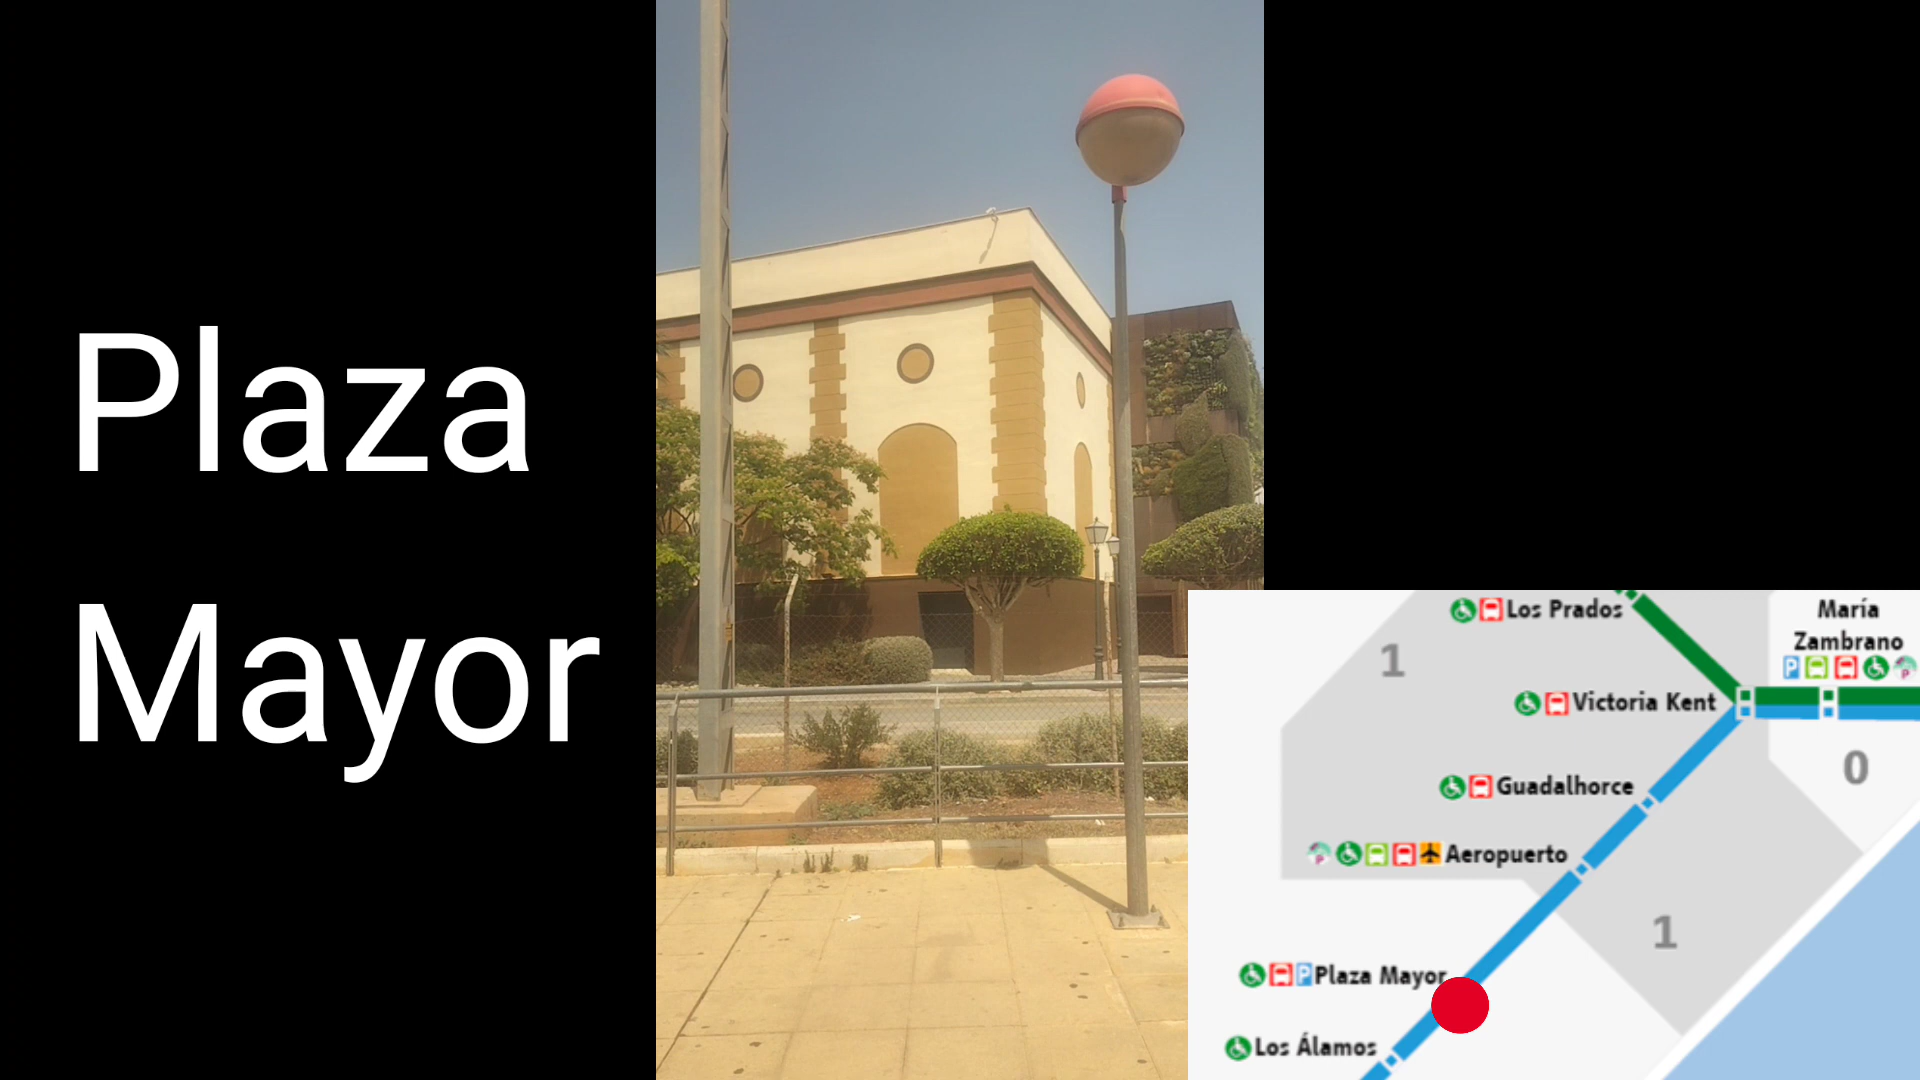 Plaza
Mayor
Los Prados
María
Zambrano
1
P
P
Victoria Kent
0
Guadalhorce
P
Aeropuerto
1
P
Plaza Mayor
Los Álamos